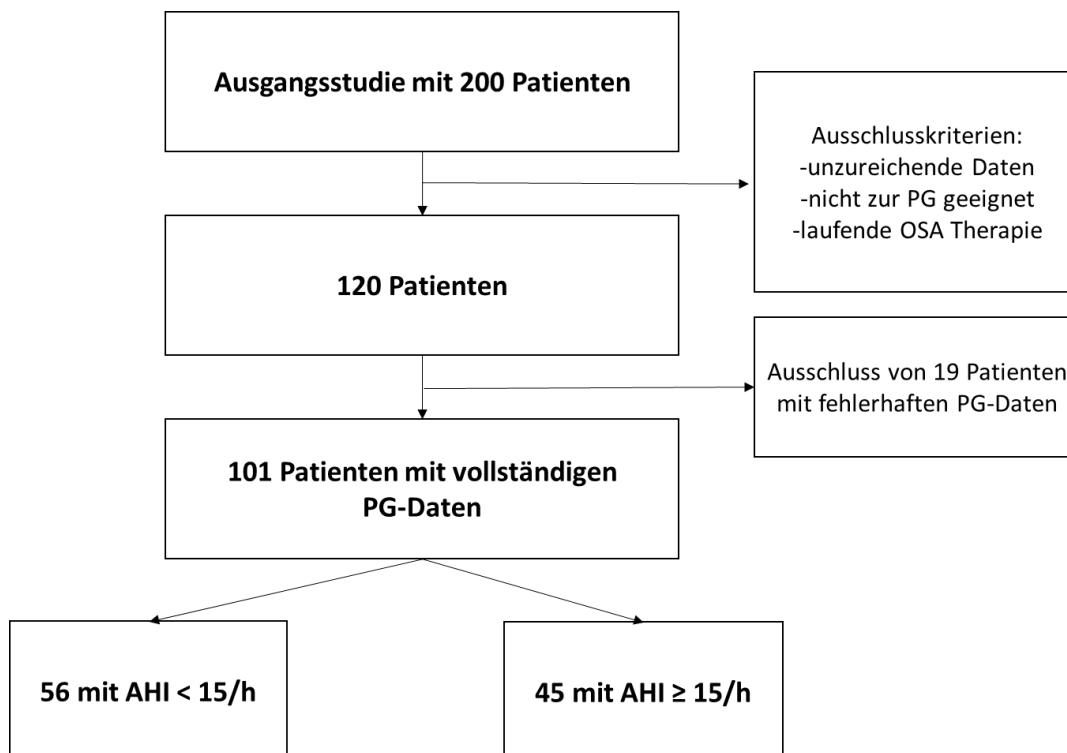 Ausgangsstudie mit 200 Patienten
Ausschlusskriterien:
-unzureichende Daten
-nicht zur PG geeignet
-laufende OSA Therapie
120 Patienten
Ausschluss von 19 Patienten
mit fehlerhaften PG-Daten
101 Patienten mit vollständigen
PG-Daten
56 mit AHI < 15/h
45 mit AHI ≥ 15/h